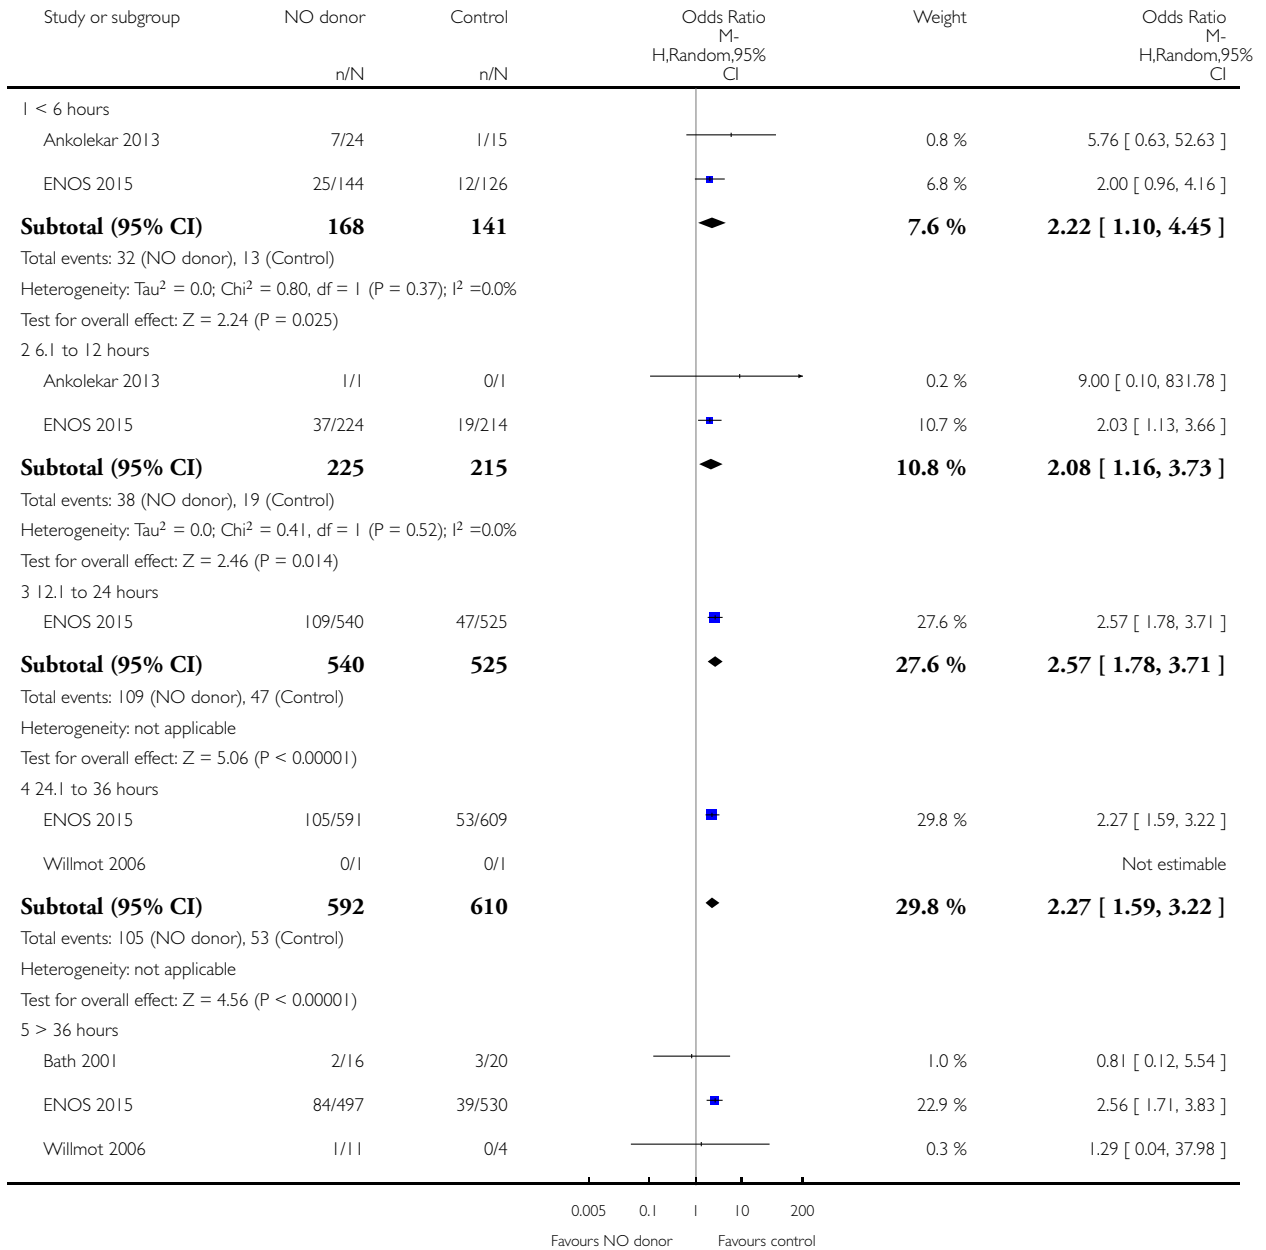 Study or subgroup NO donor Control Odds Ratio Weight Odds Ratio
M- M-
H,Random,95% H,Random,95%
n/N n/N CI CI
1 < 6 hours
Ankolekar 2013 7/24 1/15 0.8 % 5.76 [ 0.63, 52.63 ]
ENOS 2015 25/144 12/126 6.8 % 2.00 [ 0.96, 4.16 ]
Subtotal (95% CI) 168 141 7.6 % 2.22 [ 1.10, 4.45 ]
Total events: 32 (NO donor), 13 (Control)
Heterogeneity: Tau² = 0.0; Chi² = 0.80, df = 1 (P = 0.37); I² =0.0%
Test for overall effect: Z = 2.24 (P = 0.025)
2 6.1 to 12 hours
Ankolekar 2013 1/1 0/1 0.2 % 9.00 [ 0.10, 831.78 ]
ENOS 2015 37/224 19/214 10.7 % 2.03 [ 1.13, 3.66 ]
Subtotal (95% CI) 225 215 10.8 % 2.08 [ 1.16, 3.73 ]
Total events: 38 (NO donor), 19 (Control)
Heterogeneity: Tau² = 0.0; Chi² = 0.41, df = 1 (P = 0.52); I² =0.0%
Test for overall effect: Z = 2.46 (P = 0.014)
3 12.1 to 24 hours
ENOS 2015 109/540 47/525 27.6 % 2.57 [ 1.78, 3.71 ]
Subtotal (95% CI) 540 525 27.6 % 2.57 [ 1.78, 3.71 ]
Total events: 109 (NO donor), 47 (Control)
Heterogeneity: not applicable
Test for overall effect: Z = 5.06 (P < 0.00001)
4 24.1 to 36 hours
ENOS 2015 105/591 53/609 29.8 % 2.27 [ 1.59, 3.22 ]
Willmot 2006 0/1 0/1 Not estimable
Subtotal (95% CI) 592 610 29.8 % 2.27 [ 1.59, 3.22 ]
Total events: 105 (NO donor), 53 (Control)
Heterogeneity: not applicable
Test for overall effect: Z = 4.56 (P < 0.00001)
5 > 36 hours
Bath 2001 2/16 3/20 1.0 % 0.81 [ 0.12, 5.54 ]
ENOS 2015 84/497 39/530 22.9 % 2.56 [ 1.71, 3.83 ]
Willmot 2006 1/11 0/4 0.3 % 1.29 [ 0.04, 37.98 ]
0.005 0.1 1 10 200
Favours NO donor Favours control